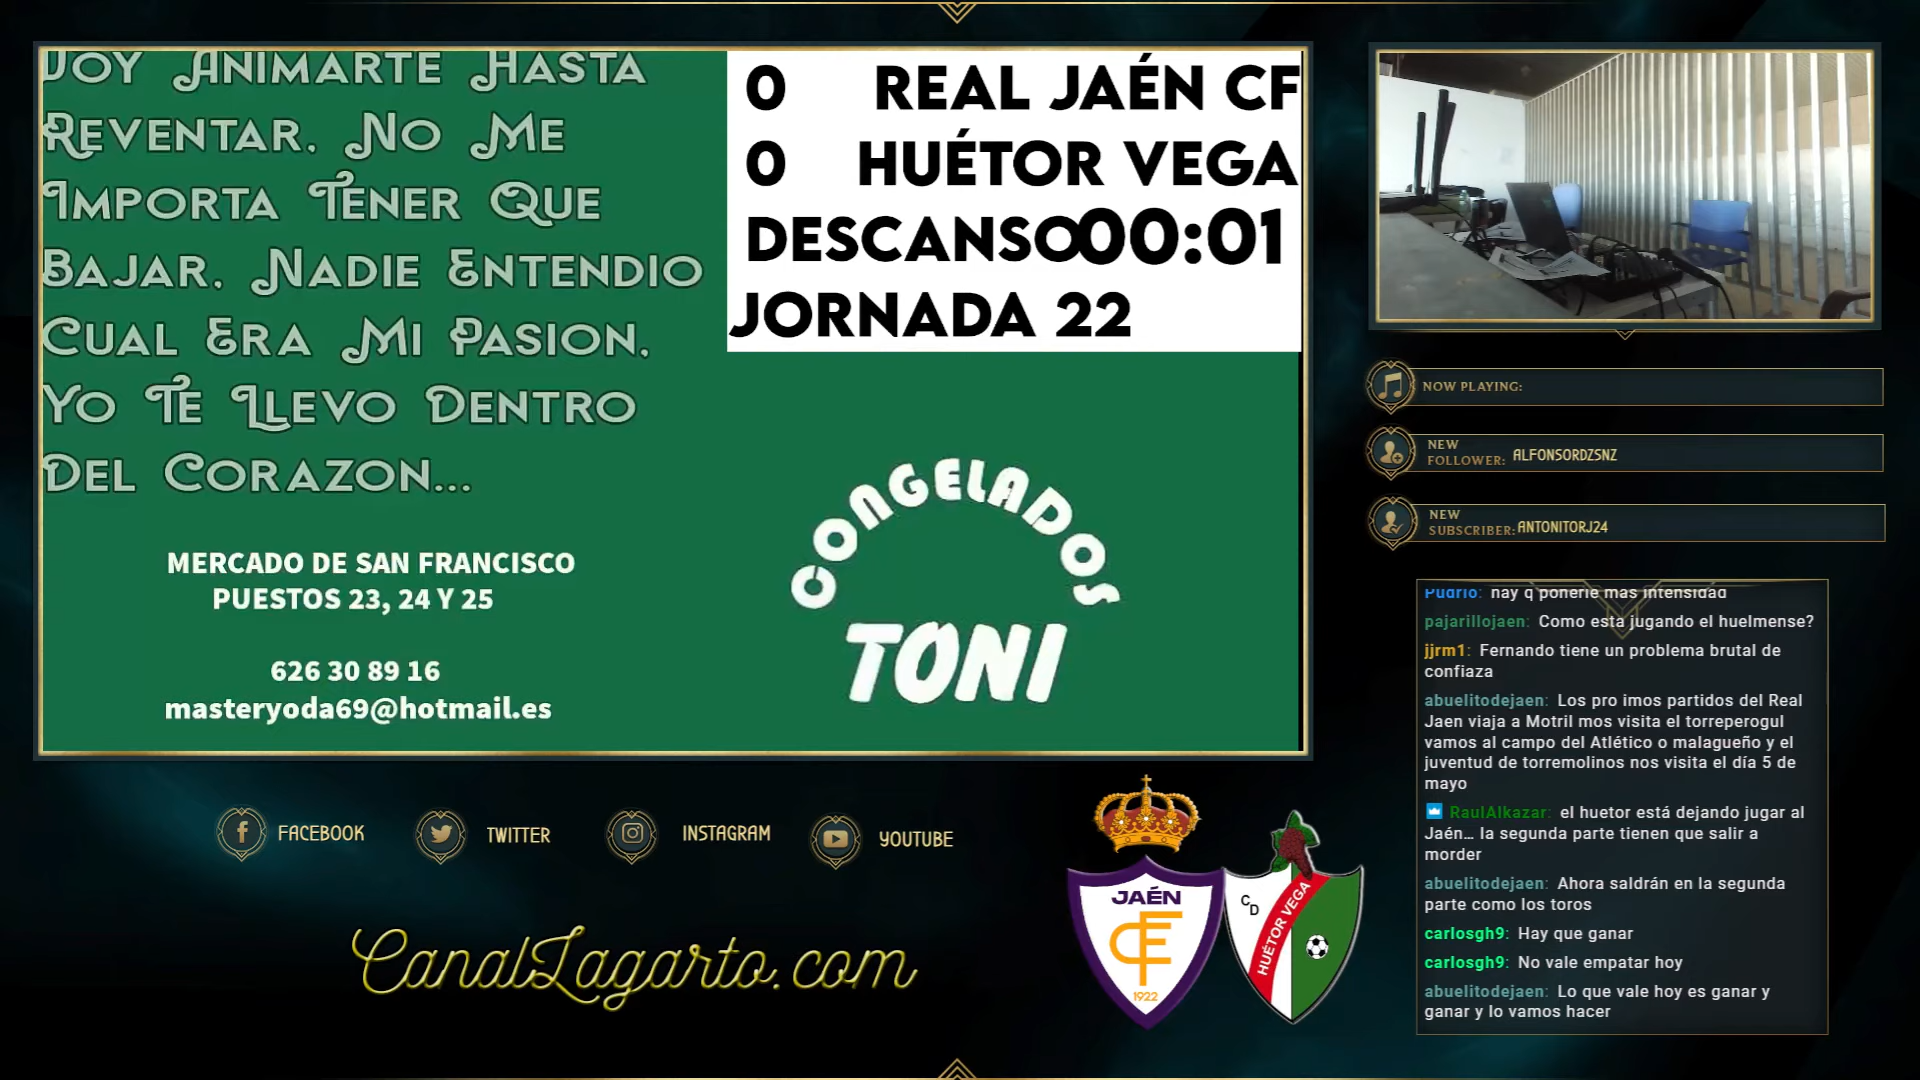 VOY ANIMARTE HASTA
REVENTAR. NO ME
IMPORTA TENER QUE
BAJAR. NADIE ENTENDIO
CUAL ERA MI PASION.
YO TE LLEVO DENTRO
DEL CORAZON...
MERCADO DE SAN FRANCISCO
PUESTOS 23, 24 Y 25
626 30 89 16
masteryoda69@hotmail.es
0 REAL JAÉN CF
0 HUÉTOR VEGA
DESCANSO 00:01
JORNADA 22
CONGELADOS
TONI
NOW PLAYING:
NEW
FOLLOWER: ALFONSORDZSNZ
NEW
SUBSCRIBER: ANTONITORJ24
Pudrio: hay q ponerle mas intensidad
pajarillojaen: Como esta jugando el huelmense?
jjrm1: Fernando tiene un problema brutal de
confiaza
abuelitodejaen: Los pro imos partidos del Real
Jaen viaja a Motril mos visita el torreperogul
vamos al campo del Atlético o malagueño y el
juventud de torremolinos nos visita el día 5 de
mayo
RaulAlkazar: el huetor está dejando jugar al
Jaén... la segunda parte tienen que salir a
morder
abuelitodejaen: Ahora saldrán en la segunda
parte como los toros
carlosgh9: Hay que ganar
carlosgh9: No vale empatar hoy
abuelitodejaen: Lo que vale hoy es ganar y
ganar y lo vamos hacer
FACEBOOK
TWITTER
INSTAGRAM
YOUTUBE
CanalLagarto.com
JAÉN
CF
1922
CD
HUÉTOR VEGA